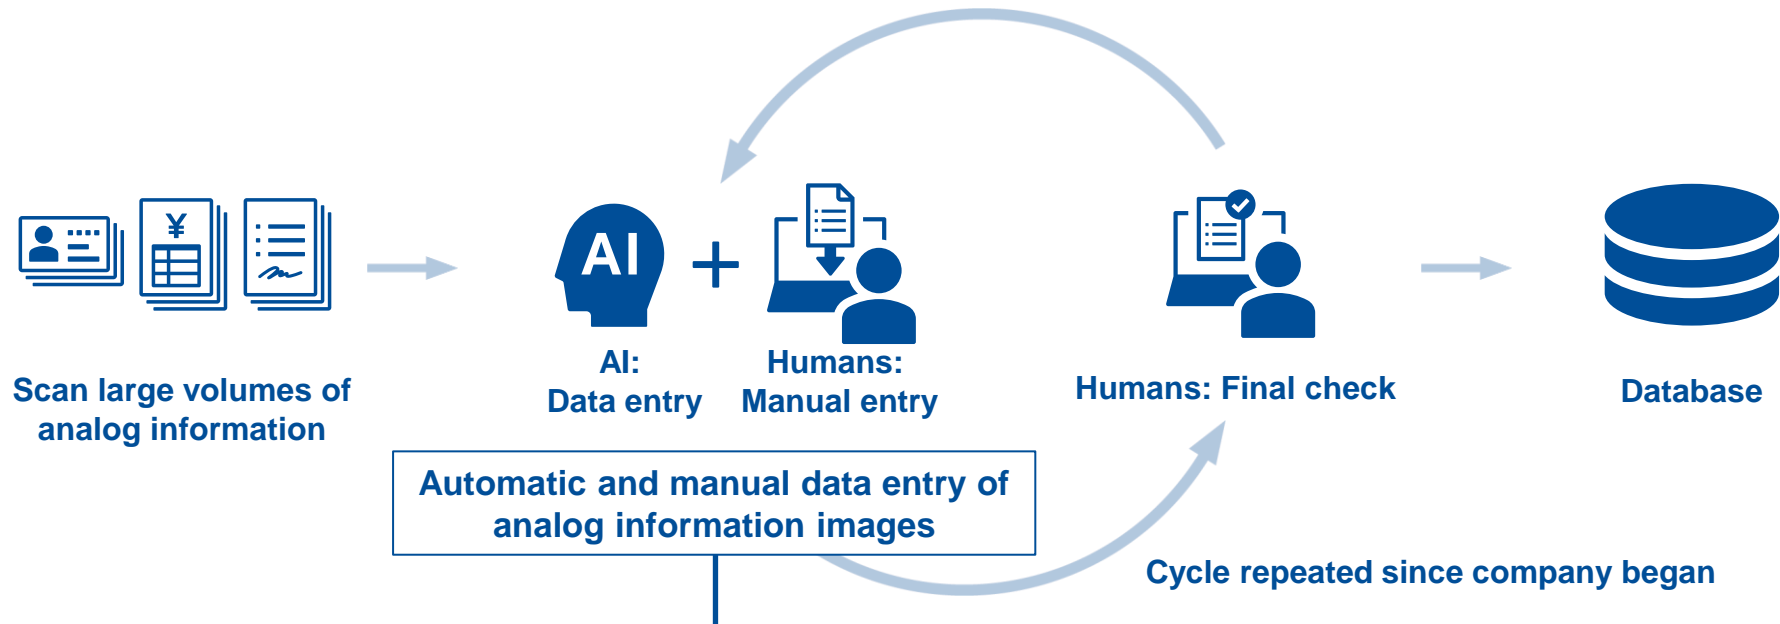 ¥
AI
Scan large volumes of
analog information
AI:
Data entry
+
Humans:
Manual entry
Humans: Final check
Database
Automatic and manual data entry of
analog information images
Cycle repeated since company began